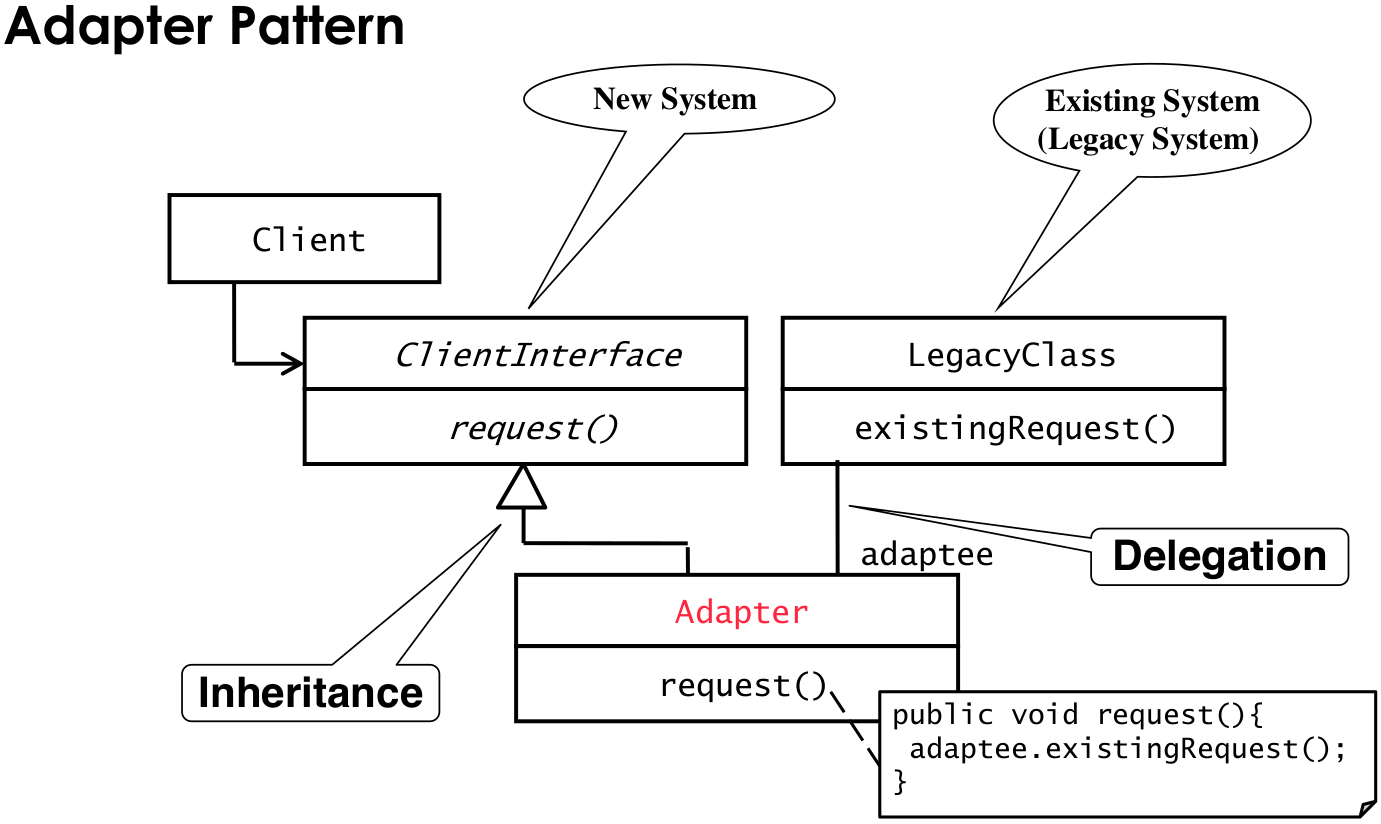 Adapter Pattern
New System
Existing System
(Legacy System)
Client
ClientInterface
request()
LegacyClass
existingRequest()
adaptee
Delegation
Adapter
request()
Inheritance
public void request(){
adaptee.existingRequest();
}